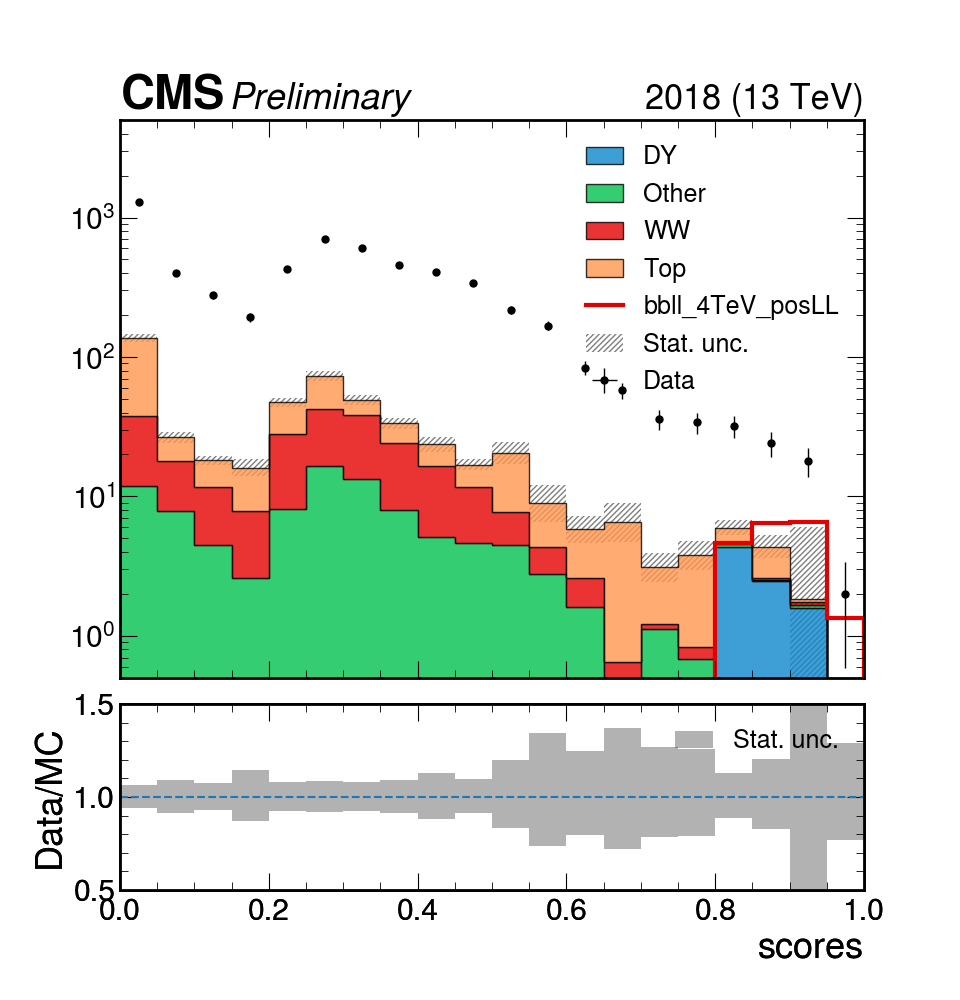 CMS Preliminary 2018 (13 TeV)
DY
Other
WW
Top
bbll_4TeV_posLL
Stat. unc.
Data
10³
10²
10¹
10⁰
1.5
1.0
0.5
Data/MC
Stat. unc.
0.0 0.2 0.4 0.6 0.8 1.0
scores